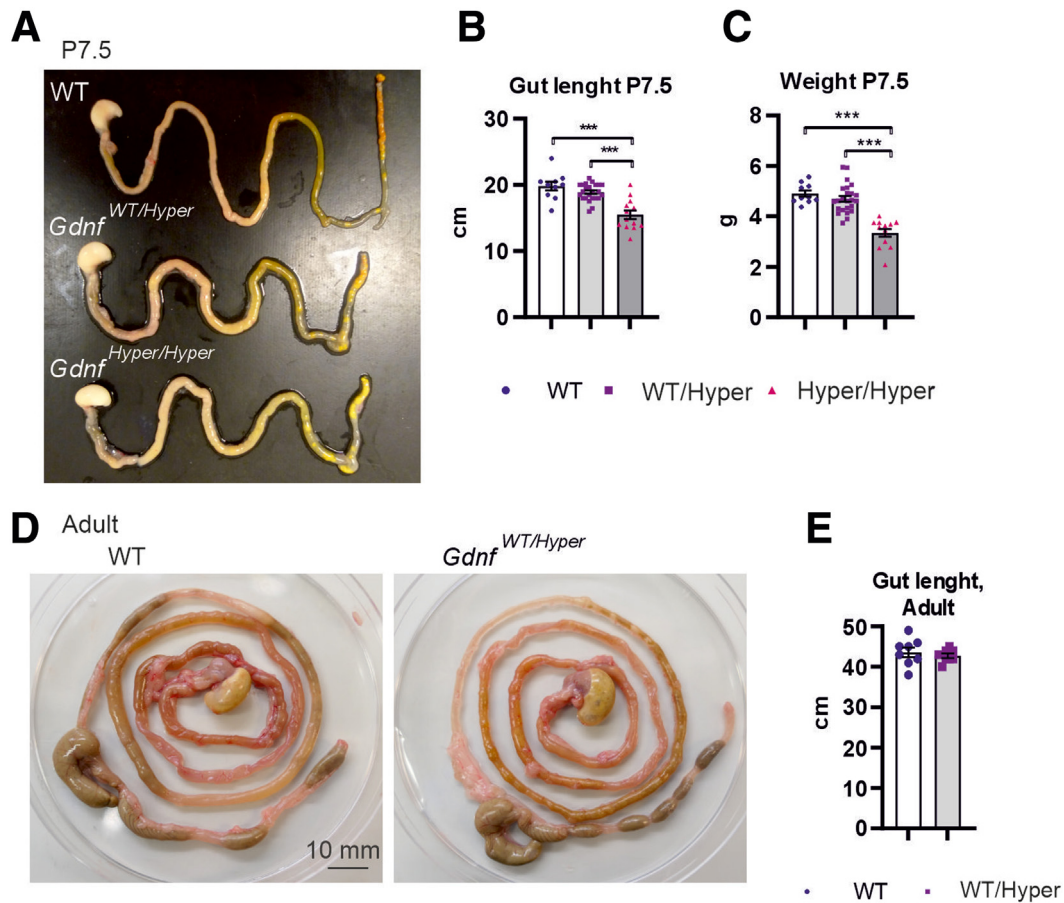 A
P7.5
WT
Gdnf WT/Hyper
Gdnf Hyper/Hyper
B
Gut lenght P7.5
***
***
30
20
10
0
cm
C
Weight P7.5
***
***
8
6
4
2
0
g
WT
WT/Hyper
Hyper/Hyper
D
Adult
WT
Gdnf WT/Hyper
10 mm
E
Gut lenght,
Adult
50
40
30
20
10
0
cm
WT
WT/Hyper